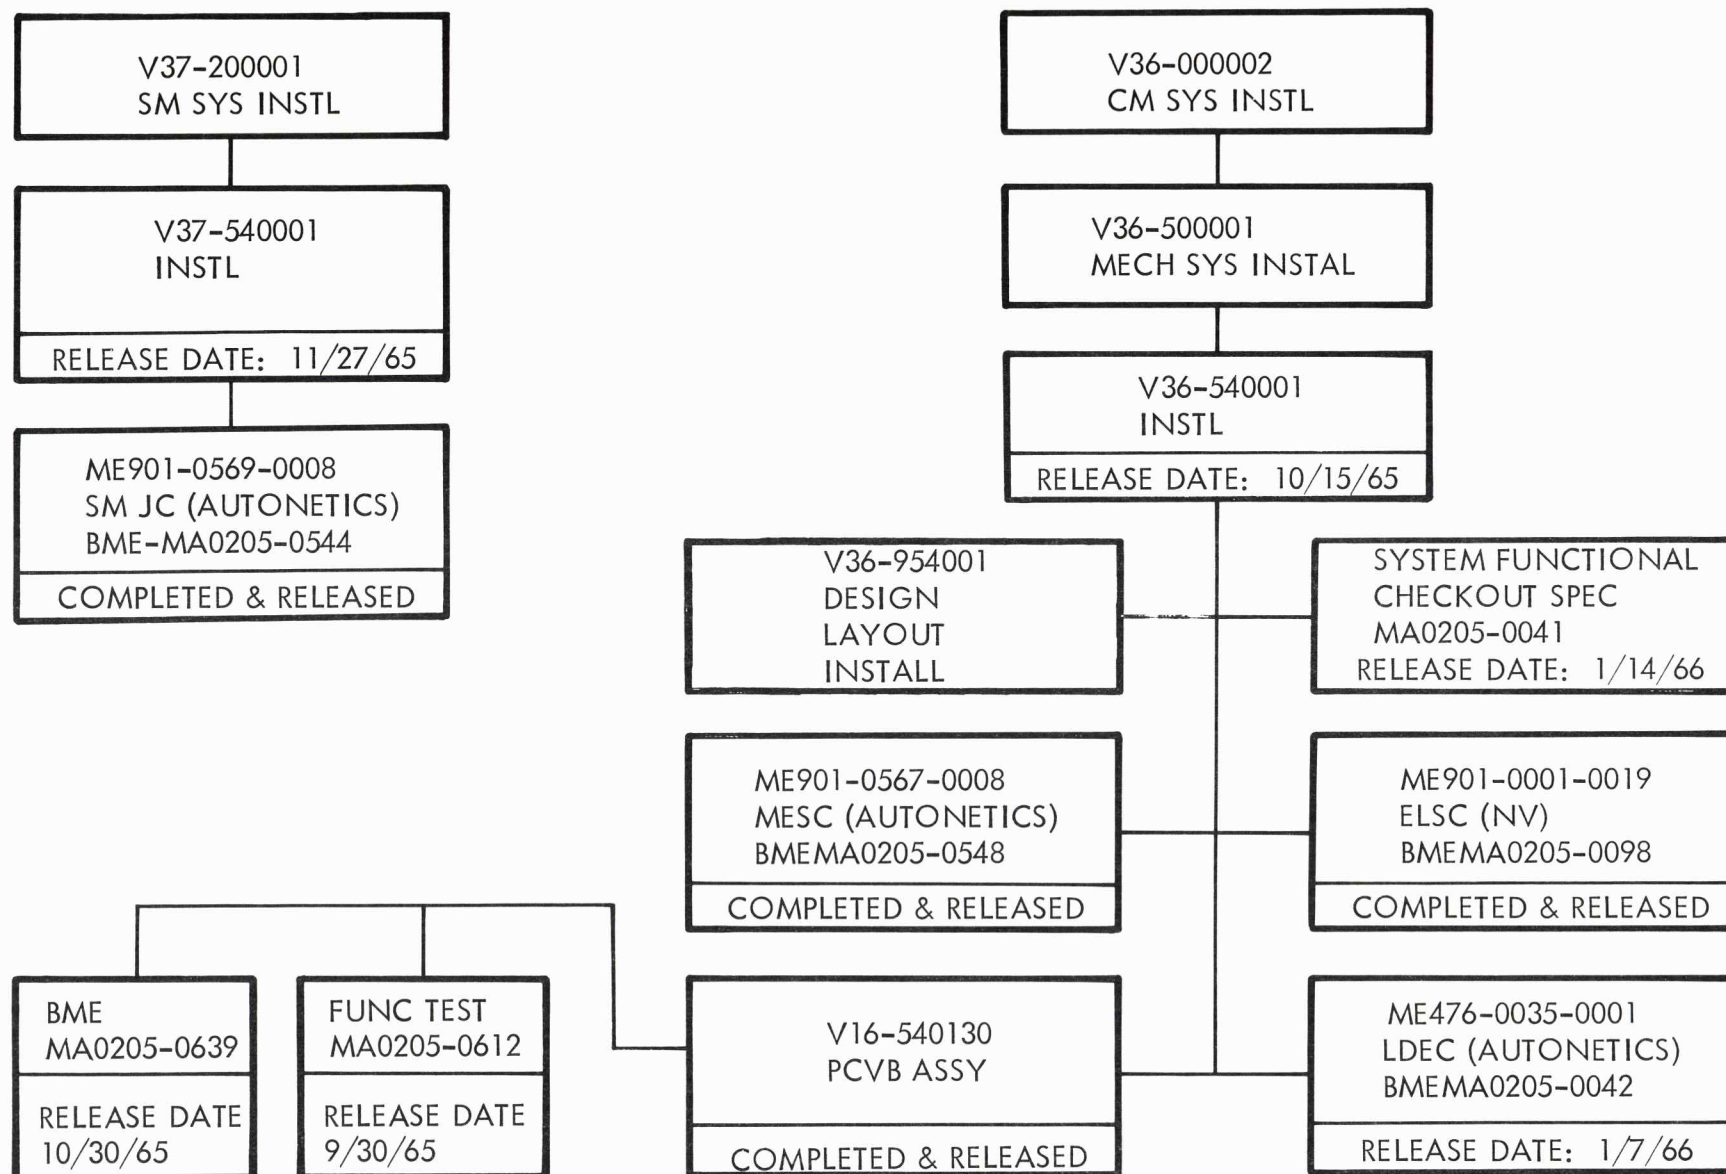 V37-200001
SM SYS INSTL
V36-000002
CM SYS INSTL
V37-540001
INSTL
RELEASE DATE: 11/27/65
V36-500001
MECH SYS INSTAL
V36-540001
INSTL
RELEASE DATE: 10/15/65
ME901-0569-0008
SM JC (AUTONETICS)
BME-MA0205-0544
COMPLETED & RELEASED
V36-954001
DESIGN
LAYOUT
INSTALL
SYSTEM FUNCTIONAL
CHECKOUT SPEC
MA0205-0041
RELEASE DATE: 1/14/66
ME901-0567-0008
MESC (AUTONETICS)
BMEMA0205-0548
COMPLETED & RELEASED
ME901-0001-0019
ELSC (NV)
BMEMA0205-0098
COMPLETED & RELEASED
BME
MA0205-0639
RELEASE DATE
10/30/65
FUNC TEST
MA0205-0612
RELEASE DATE
9/30/65
V16-540130
PCVB ASSY
COMPLETED & RELEASED
ME476-0035-0001
LDEC (AUTONETICS)
BMEMA0205-0042
RELEASE DATE: 1/7/66